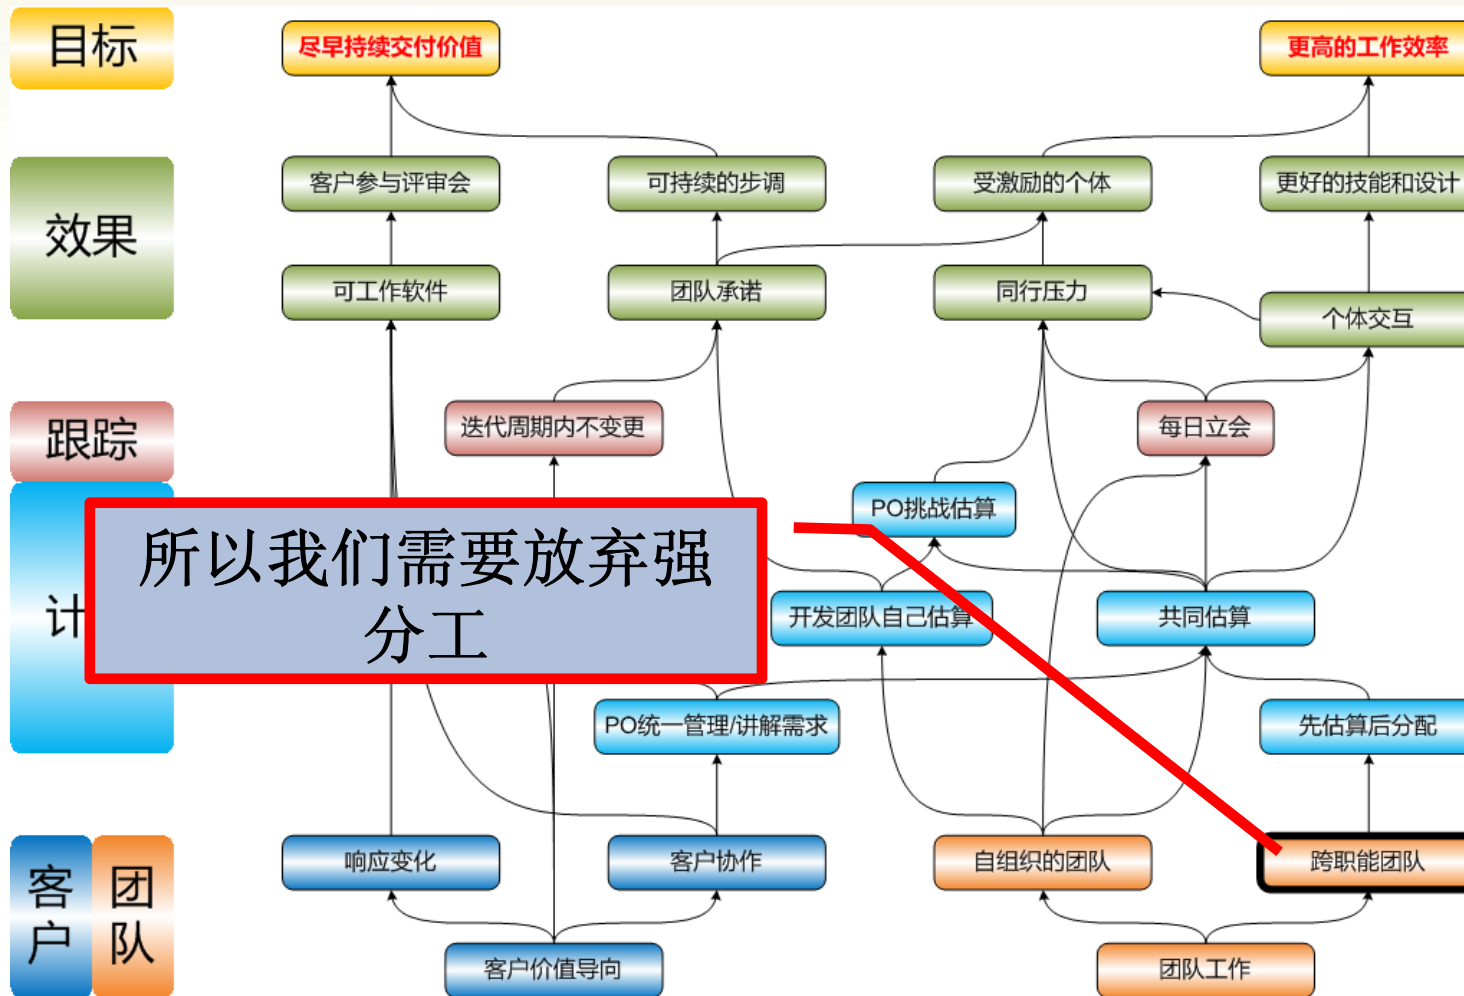 目标
尽早持续交付价值
更高的工作效率
效果
客户参与评审会
可持续的步调
受激励的个体
更好的技能和设计
可工作软件
团队承诺
同行压力
个体交互
跟踪
迭代周期内不变更
每日立会
PO挑战估算
计
所以我们需要放弃强
分工
开发团队自己估算
共同估算
PO统一管理/讲解需求
先估算后分配
客户
团队
响应变化
客户协作
自组织的团队
跨职能团队
客户价值导向
团队工作